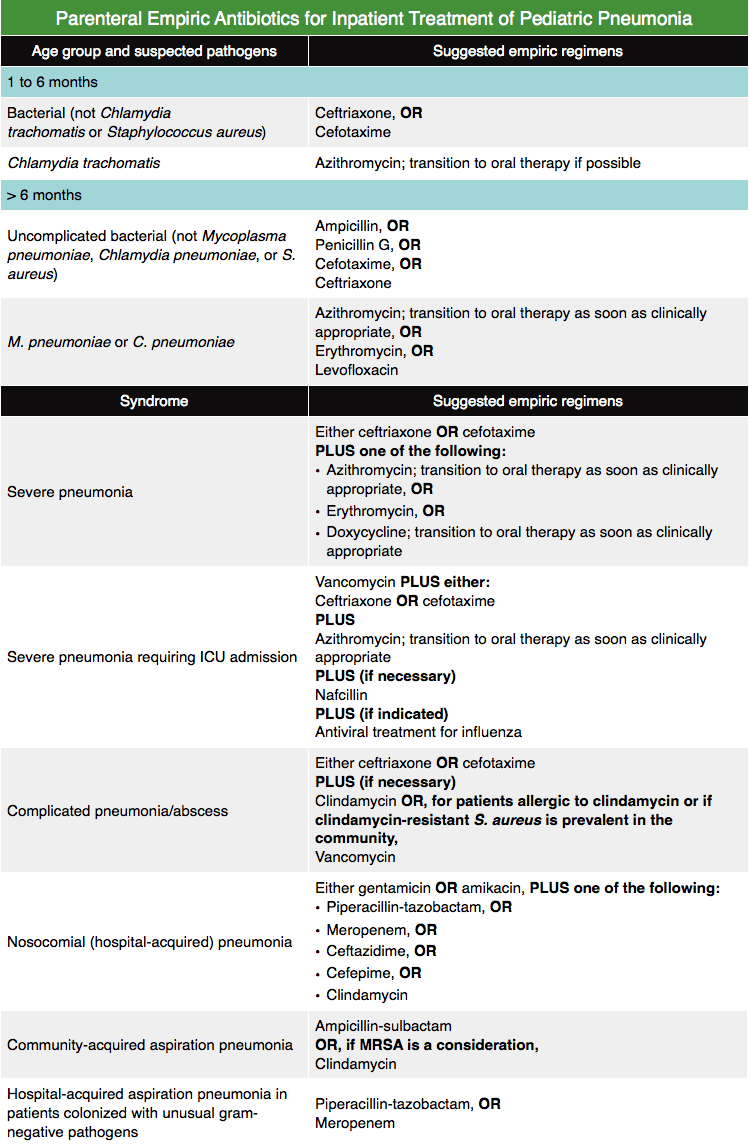 Parenteral Empiric Antibiotics for Inpatient Treatment of Pediatric Pneumonia
Age group and suspected pathogens
Suggested empiric regimens
1 to 6 months
Bacterial (not Chlamydia
trachomatis or Staphylococcus aureus)
Ceftriaxone, OR
Cefotaxime
Chlamydia trachomatis
Azithromycin; transition to oral therapy if possible
> 6 months
Uncomplicated bacterial (not Mycoplasma
pneumoniae, Chlamydia pneumoniae, or S.
aureus)
Ampicillin, OR
Penicillin G, OR
Cefotaxime, OR
Ceftriaxone
M. pneumoniae or C. pneumoniae
Azithromycin; transition to oral therapy as soon as clinically
appropriate, OR
Erythromycin, OR
Levofloxacin
Syndrome
Suggested empiric regimens
Severe pneumonia
Either ceftriaxone OR cefotaxime
PLUS one of the following:
• Azithromycin; transition to oral therapy as soon as clinically
appropriate, OR
• Erythromycin, OR
• Doxycycline; transition to oral therapy as soon as clinically
appropriate
Severe pneumonia requiring ICU admission
Vancomycin PLUS either:
Ceftriaxone OR cefotaxime
PLUS
Azithromycin; transition to oral therapy as soon as clinically
appropriate
PLUS (if necessary)
Nafcillin
PLUS (if indicated)
Antiviral treatment for influenza
Complicated pneumonia/abscess
Either ceftriaxone OR cefotaxime
PLUS (if necessary)
Clindamycin OR, for patients allergic to clindamycin or if
clindamycin-resistant S. aureus is prevalent in the
community,
Vancomycin
Nosocomial (hospital-acquired) pneumonia
Either gentamicin OR amikacin, PLUS one of the following:
• Piperacillin-tazobactam, OR
• Meropenem, OR
• Ceftazidime, OR
• Cefepime, OR
• Clindamycin
Community-acquired aspiration pneumonia
Ampicillin-sulbactam
OR, if MRSA is a consideration,
Clindamycin
Hospital-acquired aspiration pneumonia in
patients colonized with unusual gram-
negative pathogens
Piperacillin-tazobactam, OR
Meropenem